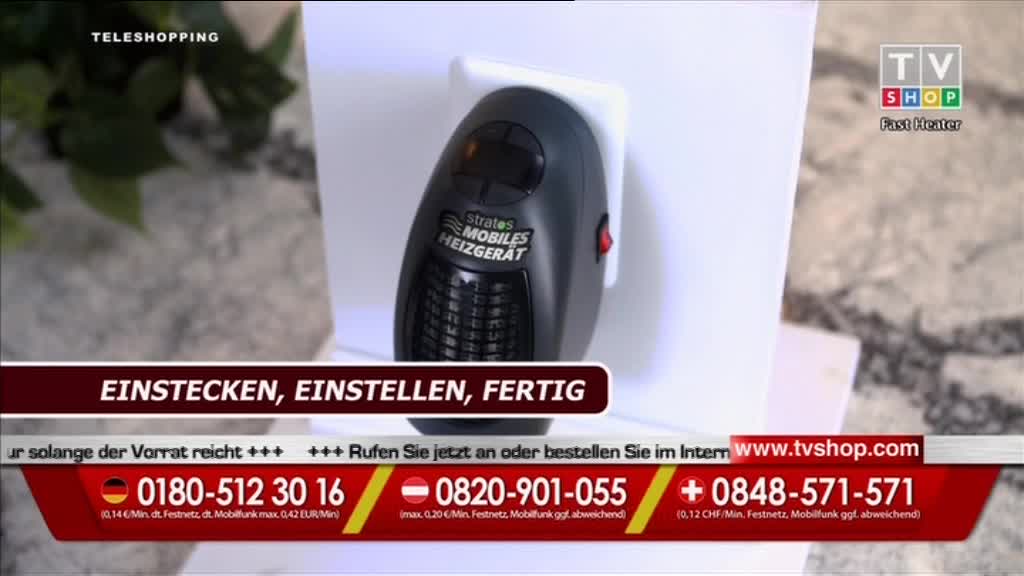 TELESHOPPING
TV
SHOP
Fast Heater
stratos
MOBILES
HEIZGERÄT
EINSTECKEN, EINSTELLEN, FERTIG
ur solange der Vorrat reicht +++ +++ Rufen Sie jetzt an oder bestellen Sie im Intern
www.tvshop.com
0180-512 30 16
(0,14 €/Min. dt. Festnetz, dt. Mobilfunk max. 0,42 EUR/Min)
0820-901-055
(max. 0,20 €/Min. Festnetz, Mobilfunk ggf. abweichend)
0848-571-571
(0,12 CHF/Min. Festnetz, Mobilfunk ggf. abweichend)